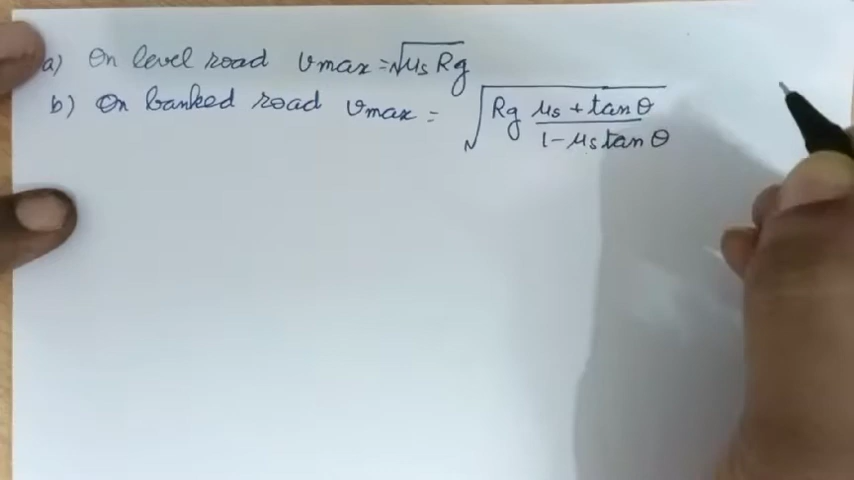 a) On level road vmax = √μs Rg
b) On banked road vmax = √Rg (μs + tan θ)/(1 - μs tan θ)